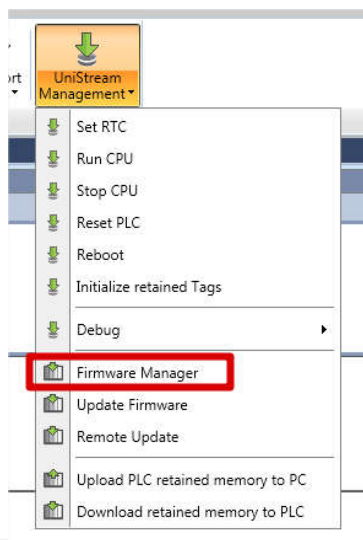 ort
UniStream
Management
Set RTC
Run CPU
Stop CPU
Reset PLC
Reboot
Initialize retained Tags
Debug
Firmware Manager
Update Firmware
Remote Update
Upload PLC retained memory to PC
Download retained memory to PLC